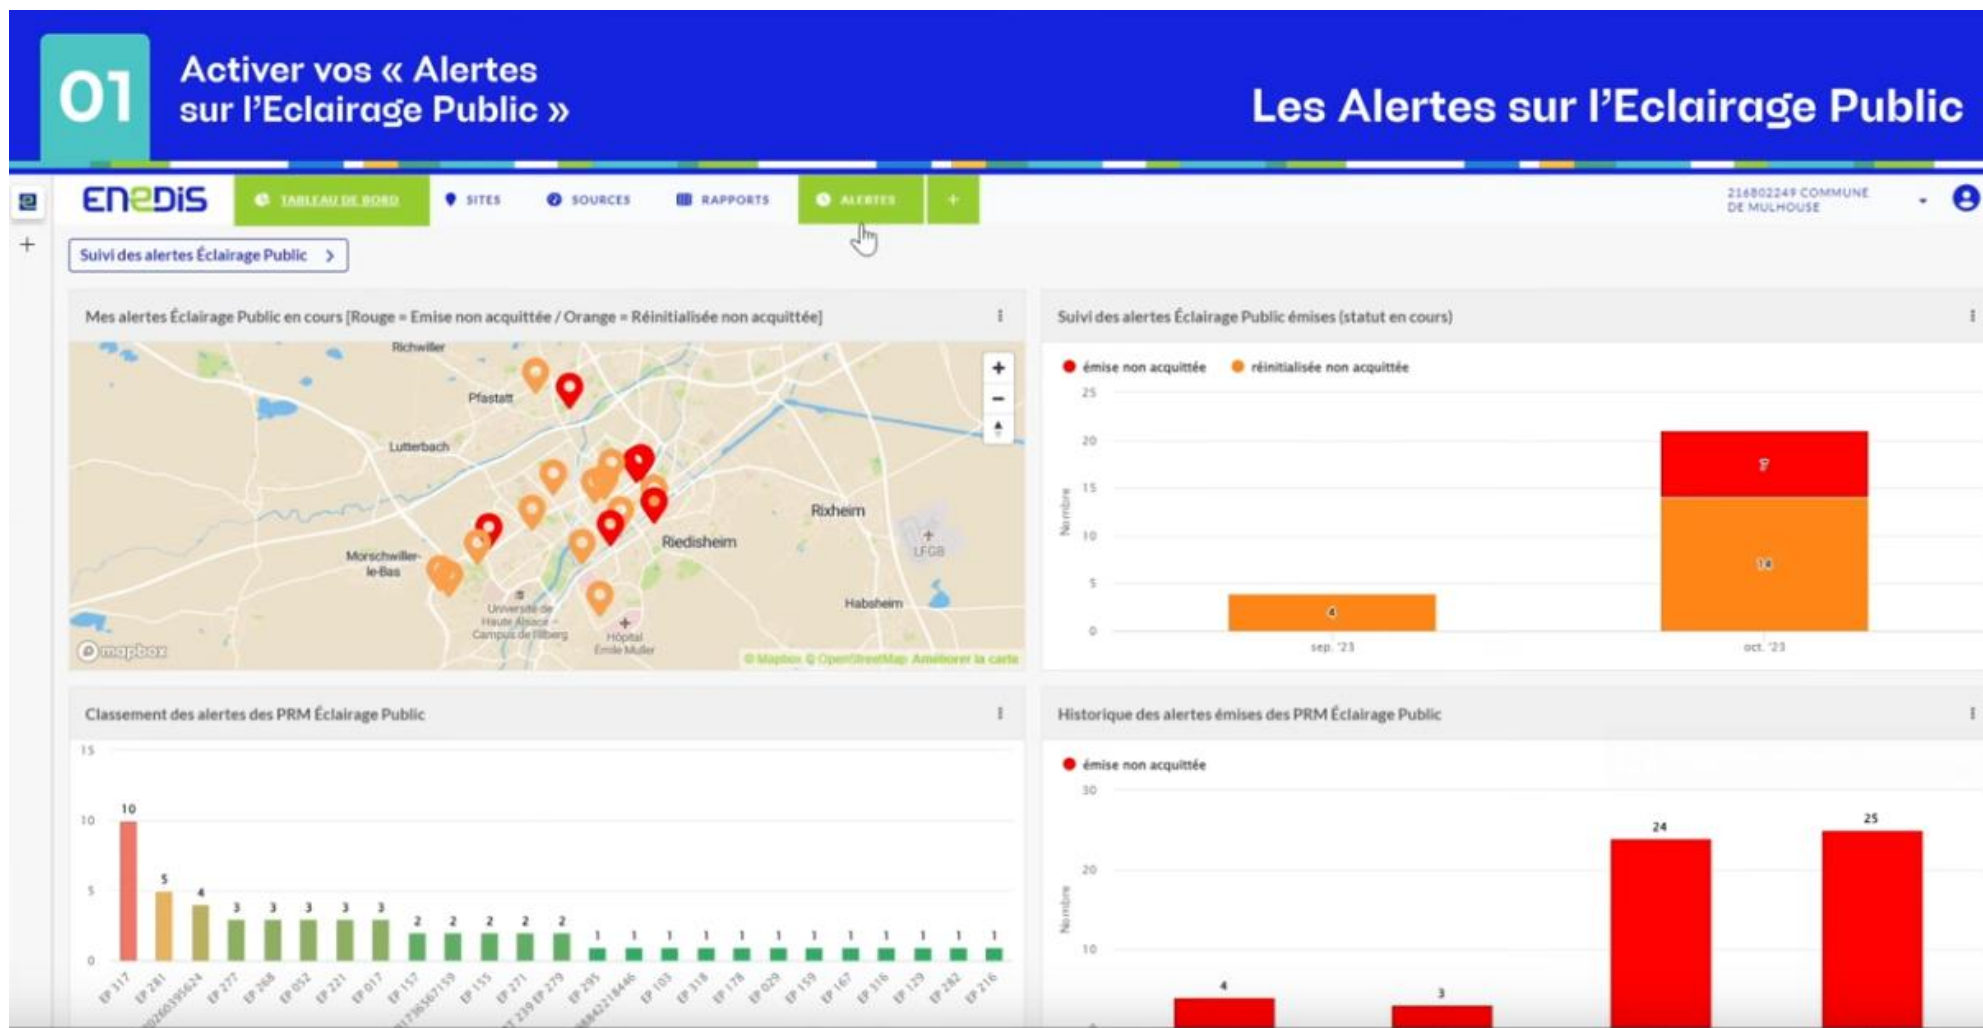 01
Activer vos « Alertes
sur l'Eclairage Public »
Les Alertes sur l'Eclairage Public
ENEDIS
TABLEAU DE BORD
SITES
SOURCES
RAPPORTS
ALERTES
+
216802249 COMMUNE
DE MULHOUSE
+
Suivi des alertes Éclairage Public >
Mes alertes Éclairage Public en cours [Rouge = Emise non acquittée / Orange = Réinitialisée non acquittée]
Richwiller
Pfastatt
Lutterbach
Rixheim
Riedisheim
LFGB
Morschwiller-
le-Bas
Habsheim
Université de
Haute Alsace -
Campus de l'Illberg
Hôpital
Emile Muller
mapbox
© Mapbox © OpenStreetMap Améliorer la carte
Suivi des alertes Éclairage Public émises (statut en cours)
émise non acquittée
réinitialisée non acquittée
25
20
15
10
5
0
Nombre
7
14
4
sep. '23
oct. '23
Classement des alertes des PRM Éclairage Public
15
10
5
0
10 5 4 3 3 3 3 3 2 2 2 2 2 1 1 1 1 1 1 1 1 1 1 1 1
EP 317
EP 281
EP 277
EP 268
EP 052
EP 221
EP 017
EP 157
EP 155
EP 271
239 EP 279
EP 295
EP 103
EP 318
EP 178
EP 029
EP 159
EP 167
EP 316
EP 129
EP 282
EP 216
Historique des alertes émises des PRM Éclairage Public
émise non acquittée
30
20
10
Nombre
4
3
24
25